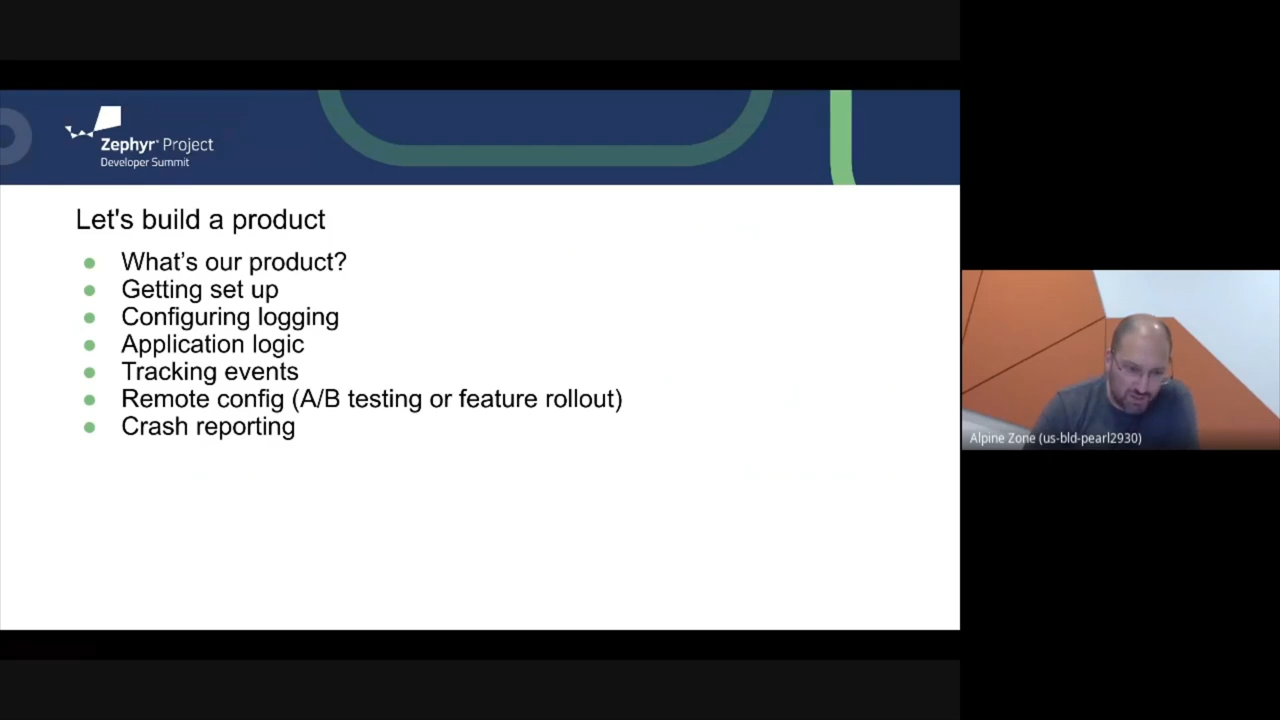 Zephyr® Project
Developer Summit
Let's build a product
What's our product?
Getting set up
Configuring logging
Application logic
Tracking events
Remote config (A/B testing or feature rollout)
Crash reporting
Alpine Zone (us-bld-pearl2930)